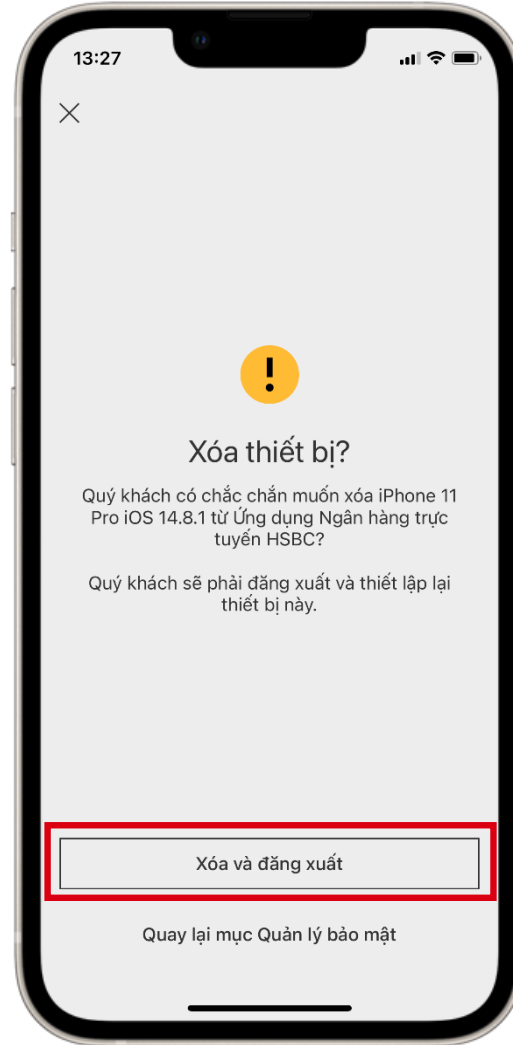 13:27
Xóa thiết bị?
Quý khách có chắc chắn muốn xóa iPhone 11
Pro iOS 14.8.1 từ Ứng dụng Ngân hàng trực
tuyến HSBC?
Quý khách sẽ phải đăng xuất và thiết lập lại
thiết bị này.
Xóa và đăng xuất
Quay lại mục Quản lý bảo mật